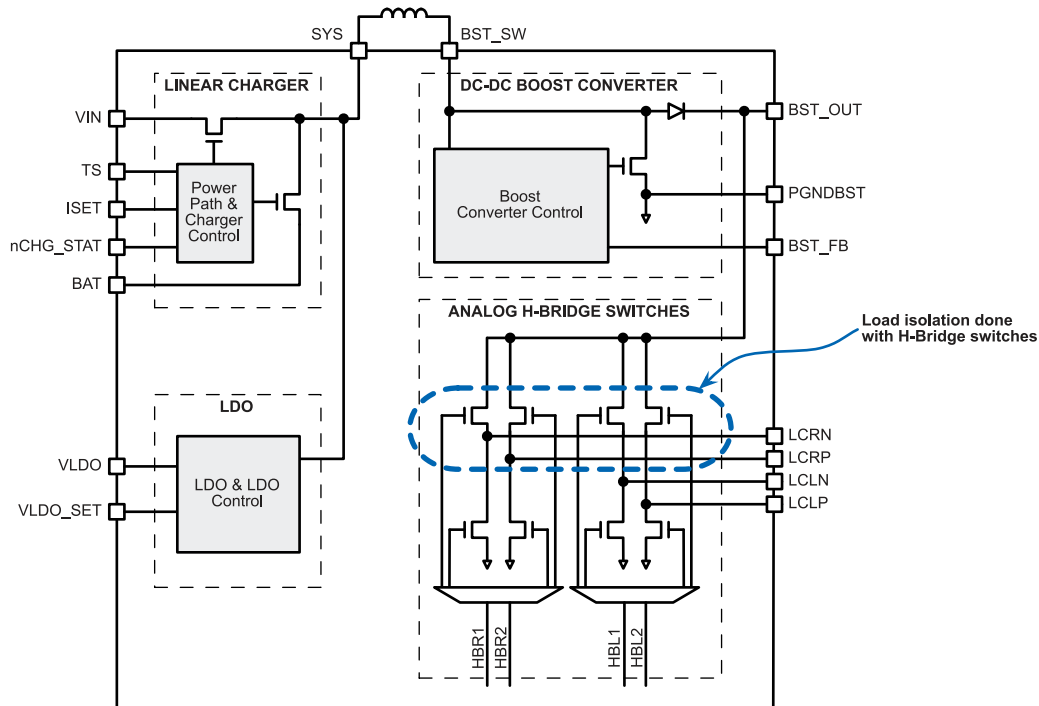 SYS
BST_SW
LINEAR CHARGER
DC-DC BOOST CONVERTER
VIN
BST_OUT
TS
Power
Path &
Charger
Control
Boost
Converter Control
PGNDBST
ISET
nCHG_STAT
BST_FB
BAT
ANALOG H-BRIDGE SWITCHES
Load isolation done
with H-Bridge switches
LDO
LCRN
VLDO
LDO & LDO
Control
LCRP
LCLN
VLDO_SET
LCLP
HBR1
HBR2
HBL1
HBL2